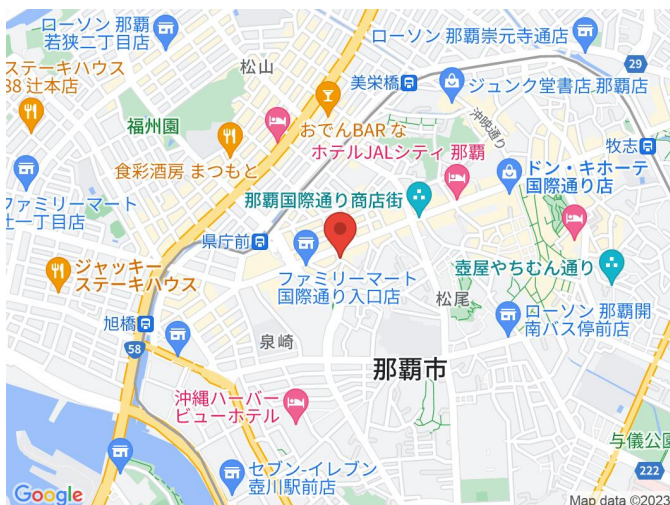 ローソン 那覇
若狭二丁目店
ローソン 那覇崇元寺通店
29
松山
ステーキハウス
88 辻本店
美栄橋
ジュンク堂書店 那覇店
沖映通り
福州園
おでんBAR な
牧志
食彩酒房 まつもと
ホテルJALシティ 那覇
ドン・キホーテ
国際通り店
ファミリーマート
辻一丁目店
那覇国際通り商店街
県庁前
ジャッキー
ステーキハウス
ファミリーマート
国際通り入口店
壺屋やちむん通り
松尾
旭橋
ローソン 那覇開
南バス停前店
58
泉崎
那覇市
沖縄ハーバー
ビューホテル
与儀公園
セブン-イレブン
壺川駅前店
222
Google
Map data ©2023